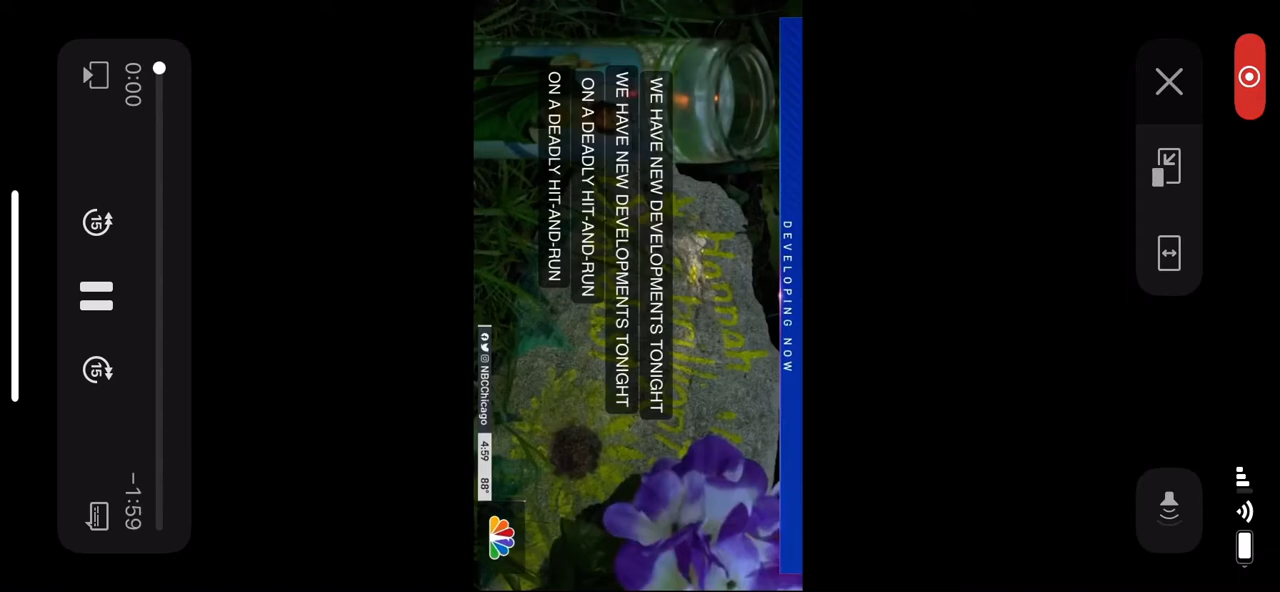 0:00
-1:59
15
15
DEVELOPING NOW
WE HAVE NEW DEVELOPMENTS TONIGHT
WE HAVE NEW DEVELOPMENTS TONIGHT
ON A DEADLY HIT-AND-RUN
ON A DEADLY HIT-AND-RUN
Hannah
NBCChicago 4:59 88°